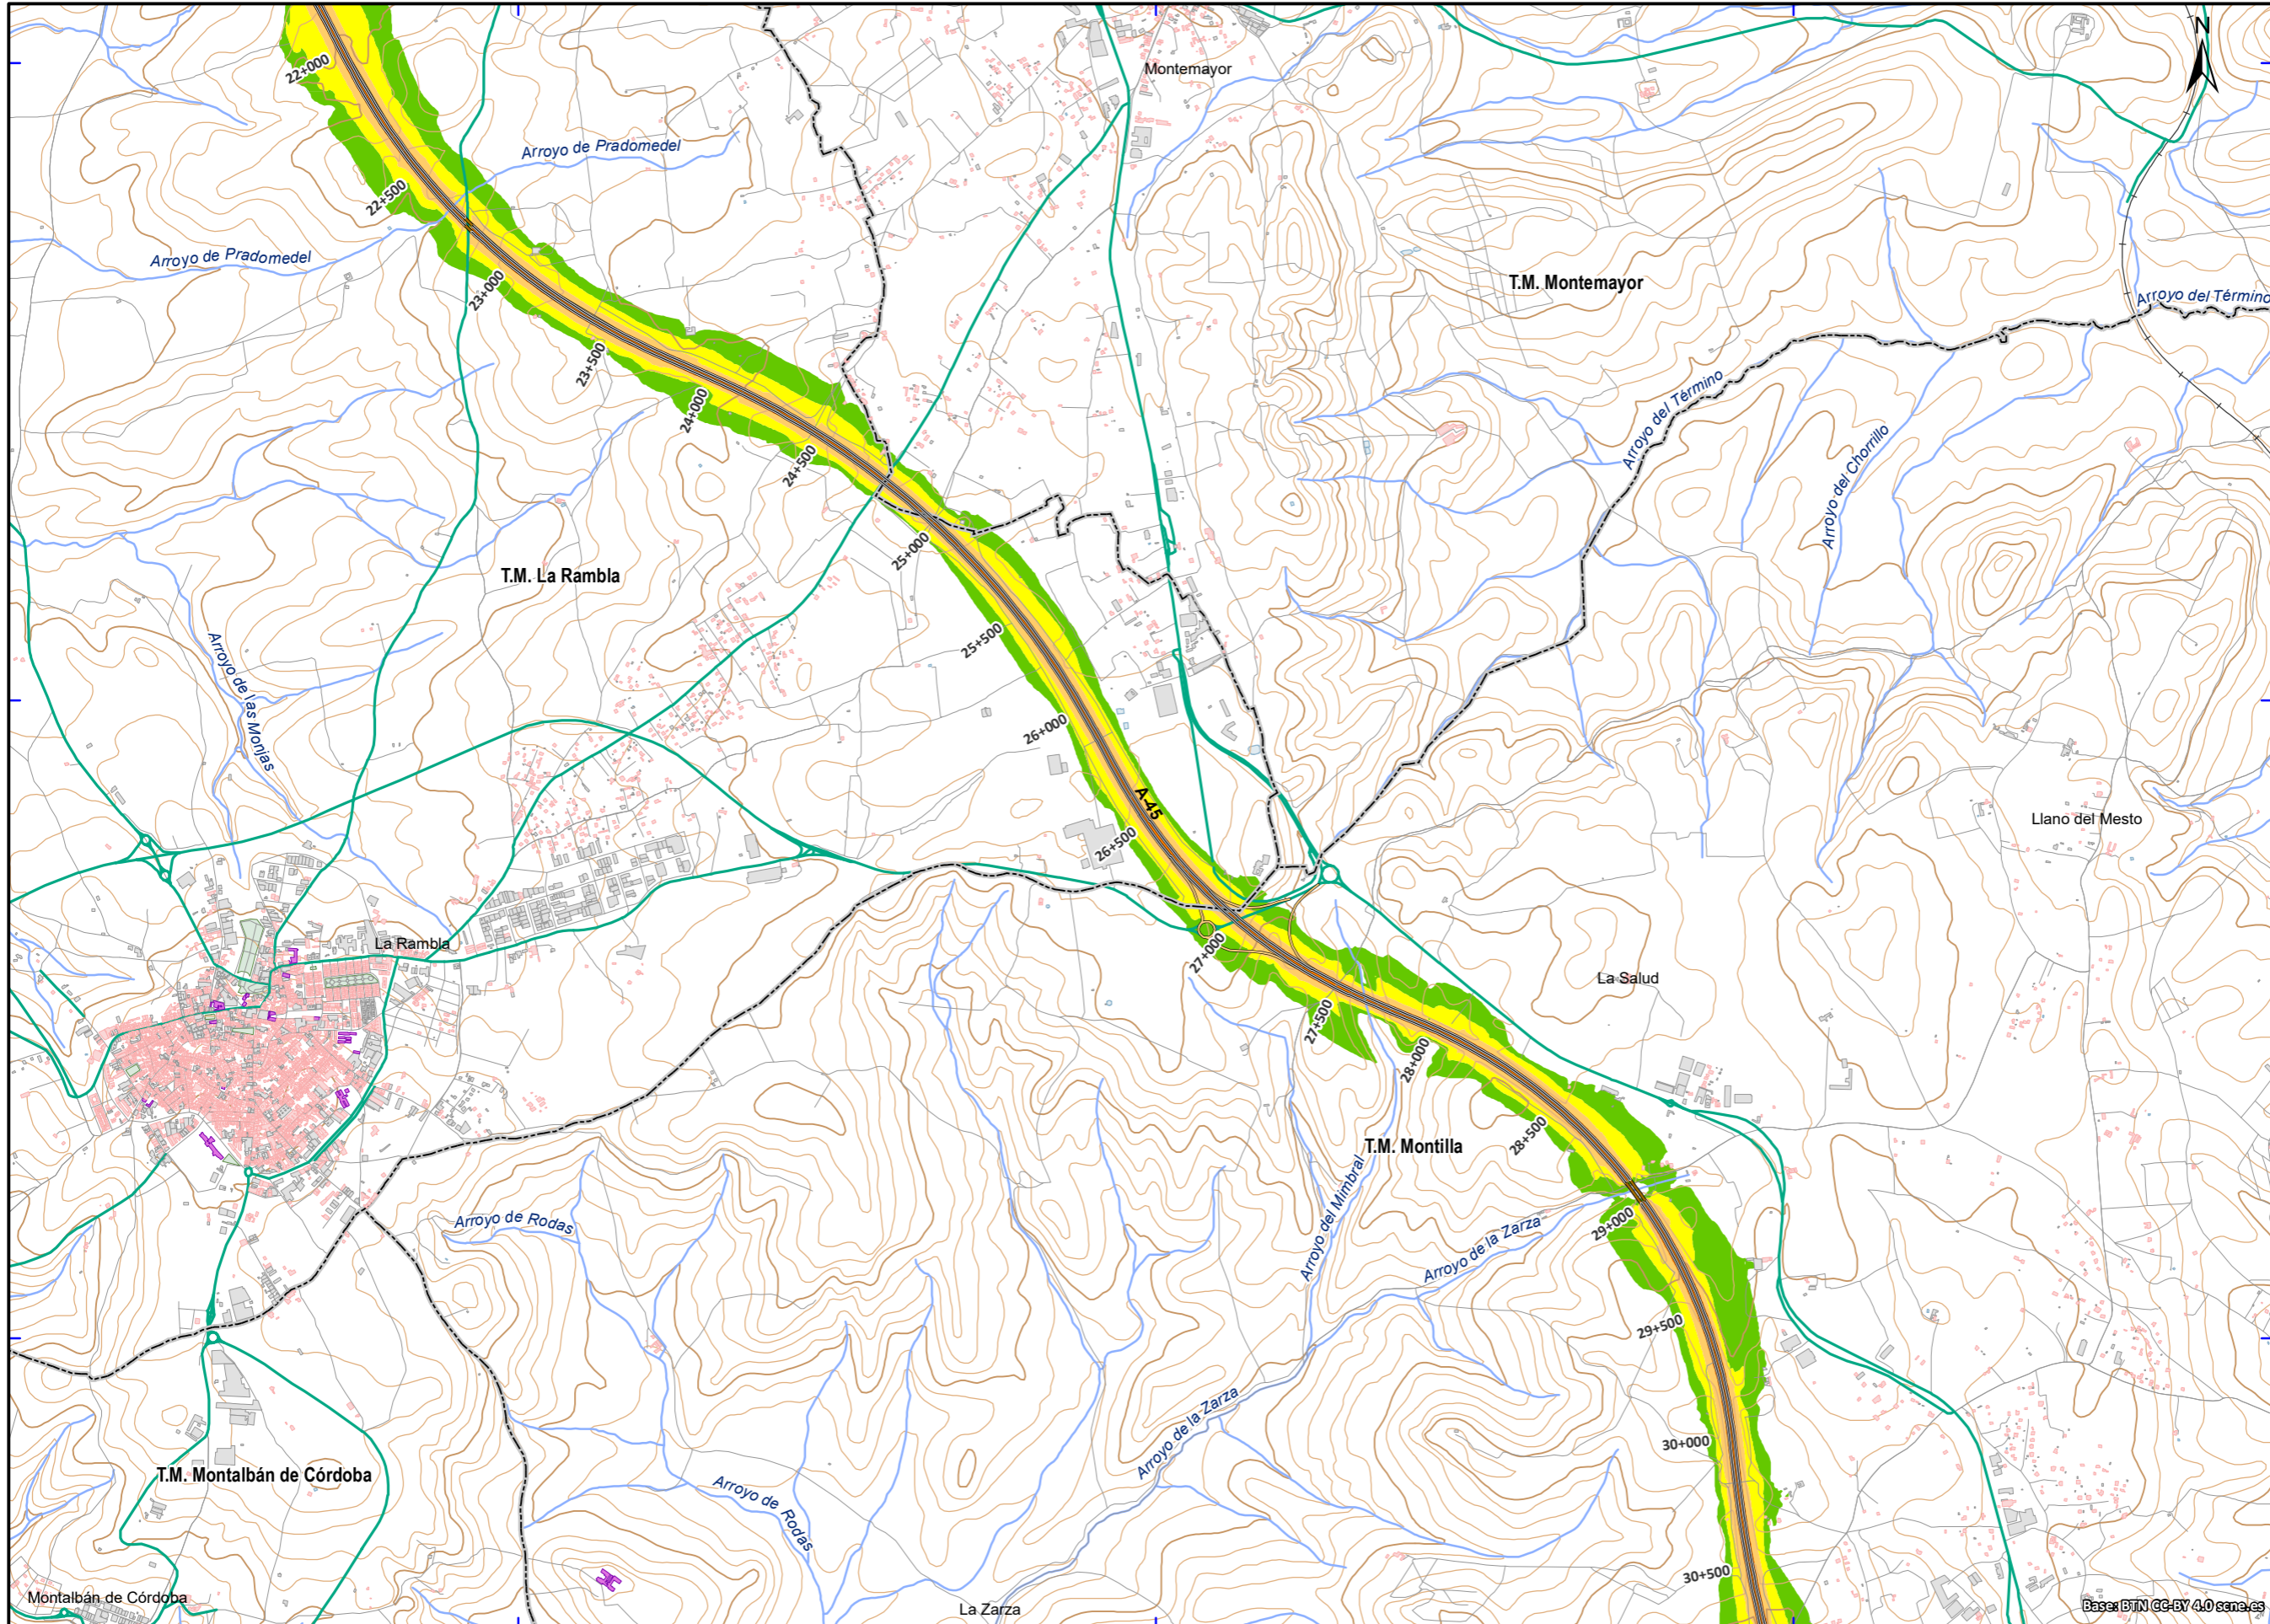 N
22+000
Montemayor
Arroyo de Pradomedel
22+500
Arroyo de Pradomedel
23+000
T.M. Montemayor
Arroyo del Término
23+500
24+000
Arroyo del Término
24+500
Arroyo del Chorrillo
25+000
T.M. La Rambla
25+500
Arroyo de las Monjas
26+000
A-45
26+500
Llano del Mesto
La Rambla
27+000
La Salud
27+500
28+000
28+500
T.M. Montilla
Arroyo del Mimbral
Arroyo de Rodas
29+000
Arroyo de la Zarza
29+500
Arroyo de la Zarza
30+000
T.M. Montalbán de Córdoba
Arroyo de Rodas
30+500
Montalbán de Córdoba
La Zarza
Base: BTN CC-BY 4.0 scne.es